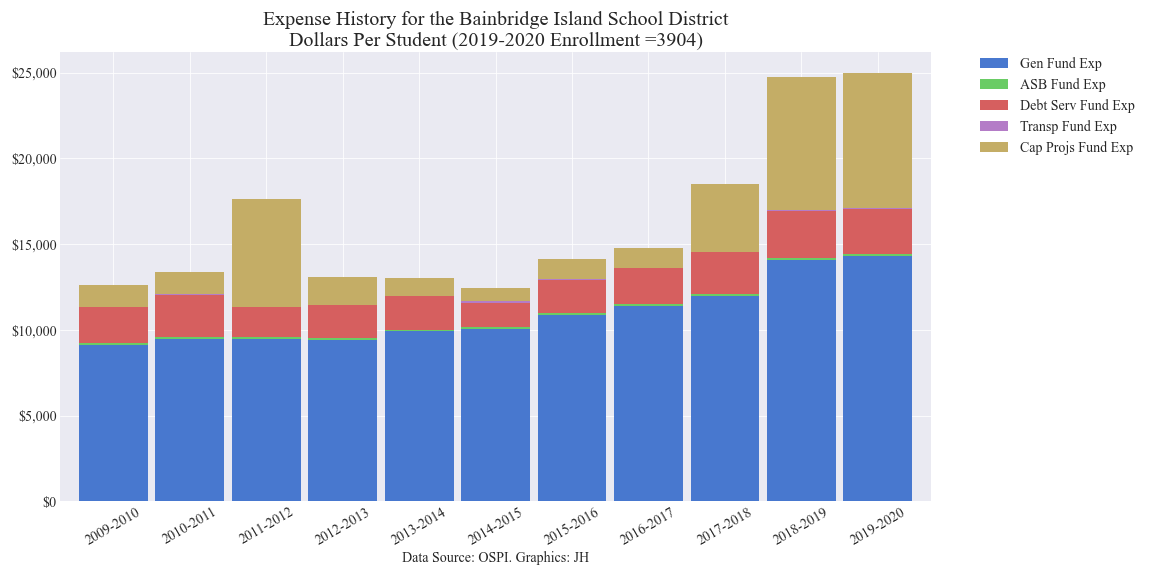 Expense History for the Bainbridge Island School District
Dollars Per Student (2019-2020 Enrollment =3904)
Gen Fund Exp
ASB Fund Exp
Debt Serv Fund Exp
Transp Fund Exp
Cap Projs Fund Exp
$25,000
$20,000
$15,000
$10,000
$5,000
$0
2009-2010
2010-2011
2011-2012
2012-2013
2013-2014
2014-2015
2015-2016
2016-2017
2017-2018
2018-2019
2019-2020
Data Source: OSPI. Graphics: JH